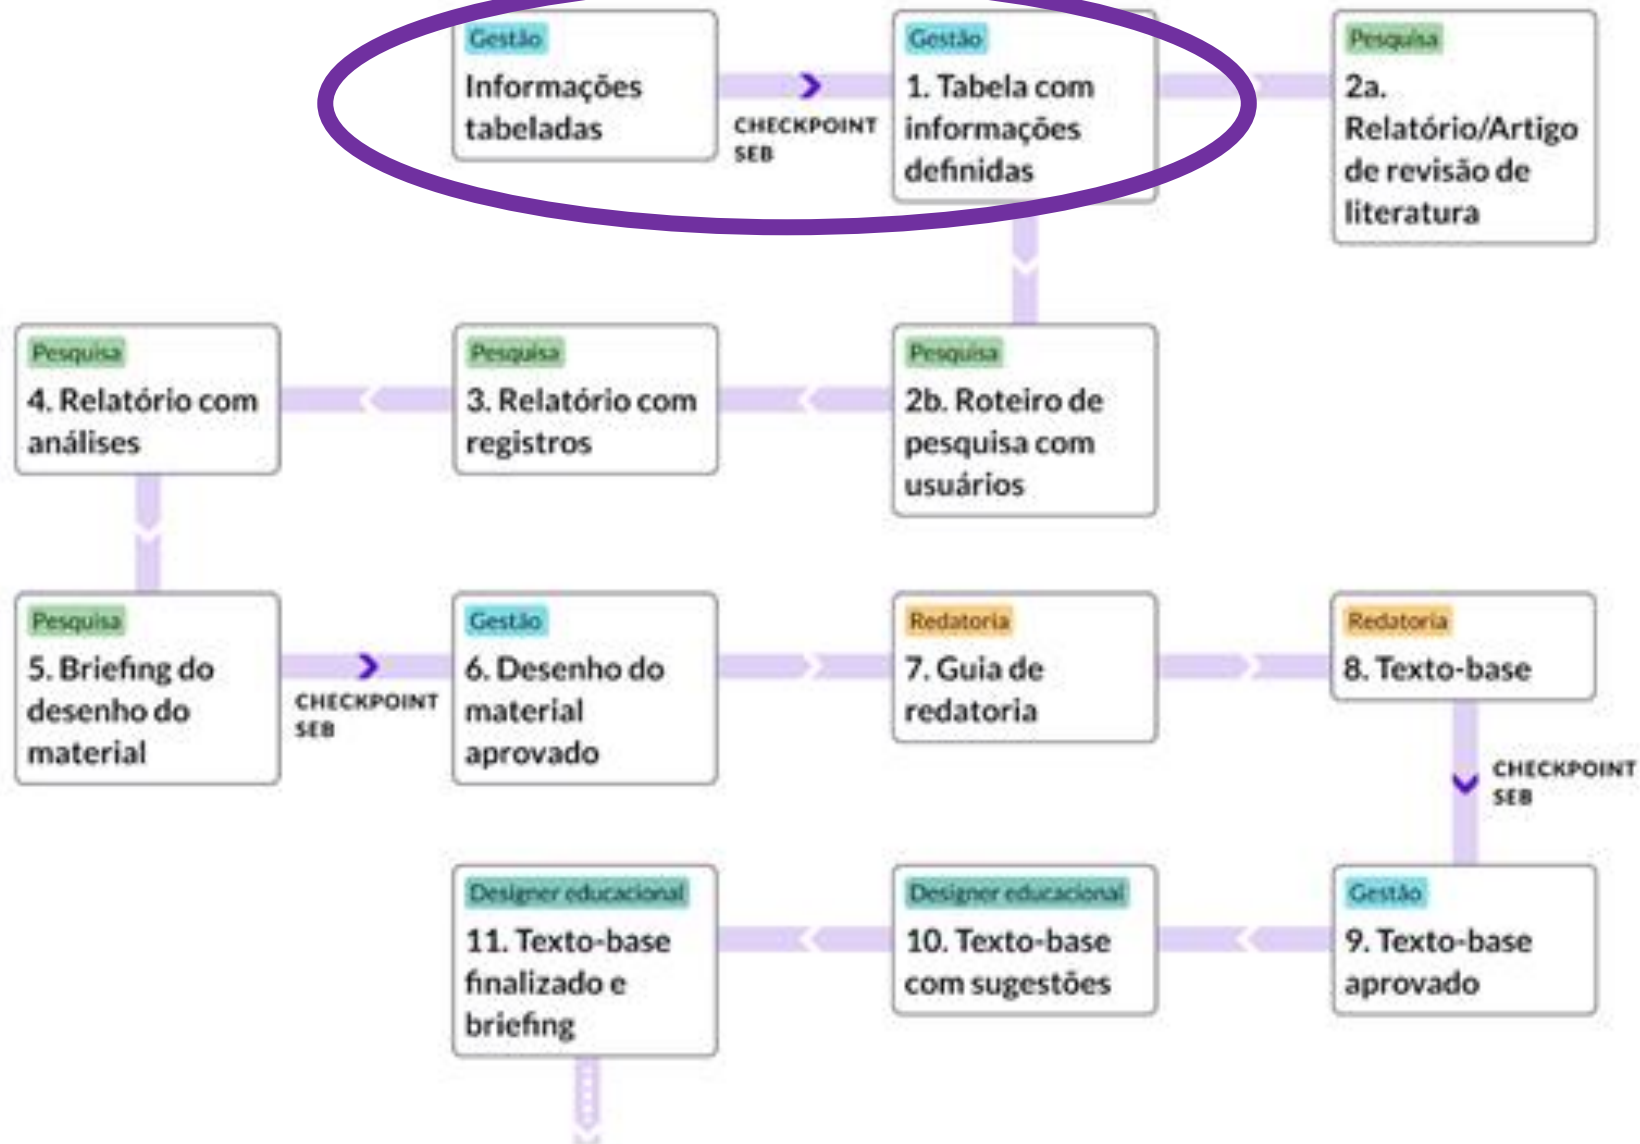 Gestão
Informações
tabeladas
CHECKPOINT
SEB
Gestão
1. Tabela com
informações
definidas
Pesquisa
2a.
Relatório/Artigo
de revisão de
literatura
Pesquisa
4. Relatório com
análises
Pesquisa
3. Relatório com
registros
Pesquisa
2b. Roteiro de
pesquisa com
usuários
Pesquisa
5. Briefing do
desenho do
material
CHECKPOINT
SEB
Gestão
6. Desenho do
material
aprovado
Redatoria
7. Guia de
redatoria
Redatoria
8. Texto-base
CHECKPOINT
SEB
Designer educacional
11. Texto-base
finalizado e
briefing
Designer educacional
10. Texto-base
com sugestões
Gestão
9. Texto-base
aprovado